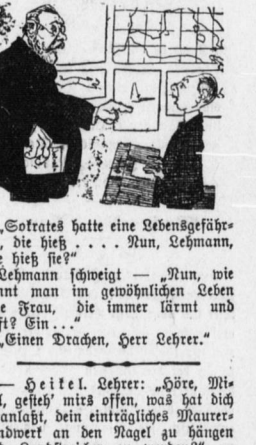 „Sokrates hatte eine Lebensgefähr-
, die hieß . . . . Nun, Lehmann,
e hieß sie?"
Lehmann schweigt — „Nun, wie
nnt man im gewöhnlichen Leben
e Frau, die immer lärmt und
ft? Ein . . ."
„Einen Drachen, Herr Lehrer."
— Heikel. Lehrer: „Höre, Mi-
l, gesteh' mirs offen, was hat dich
anlaßt, dein einträgliches Maurer-
ndwerk an den Nagel zu hängen